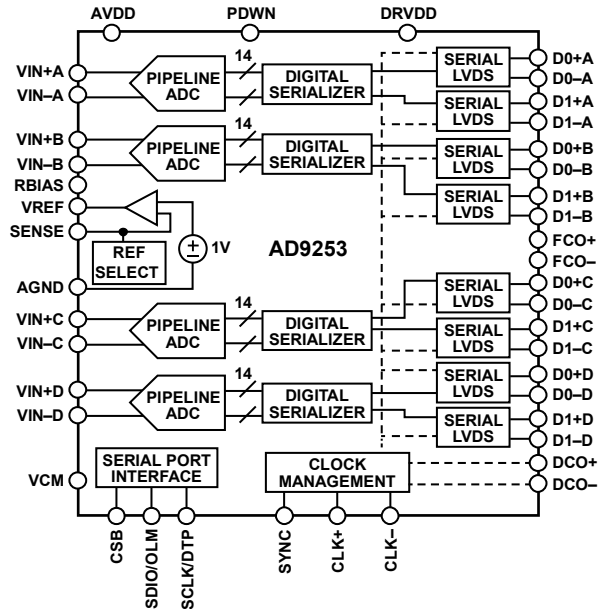 AVDD
PDWN
DRVDD
VIN+A
VIN–A
PIPELINE
ADC
14
DIGITAL
SERIALIZER
SERIAL
LVDS
D0+A
D0–A
SERIAL
LVDS
D1+A
D1–A
VIN+B
VIN–B
PIPELINE
ADC
14
DIGITAL
SERIALIZER
SERIAL
LVDS
D0+B
D0–B
SERIAL
LVDS
D1+B
D1–B
RBIAS
VREF
SENSE
REF
SELECT
1V
AGND
AD9253
FCO+
FCO–
VIN+C
VIN–C
PIPELINE
ADC
14
DIGITAL
SERIALIZER
SERIAL
LVDS
D0+C
D0–C
SERIAL
LVDS
D1+C
D1–C
VIN+D
VIN–D
PIPELINE
ADC
14
DIGITAL
SERIALIZER
SERIAL
LVDS
D0+D
D0–D
SERIAL
LVDS
D1+D
D1–D
VCM
SERIAL PORT
INTERFACE
CLOCK
MANAGEMENT
DCO+
DCO–
CSB
SDIO/OLM
SCLK/DTP
SYNC
CLK+
CLK–